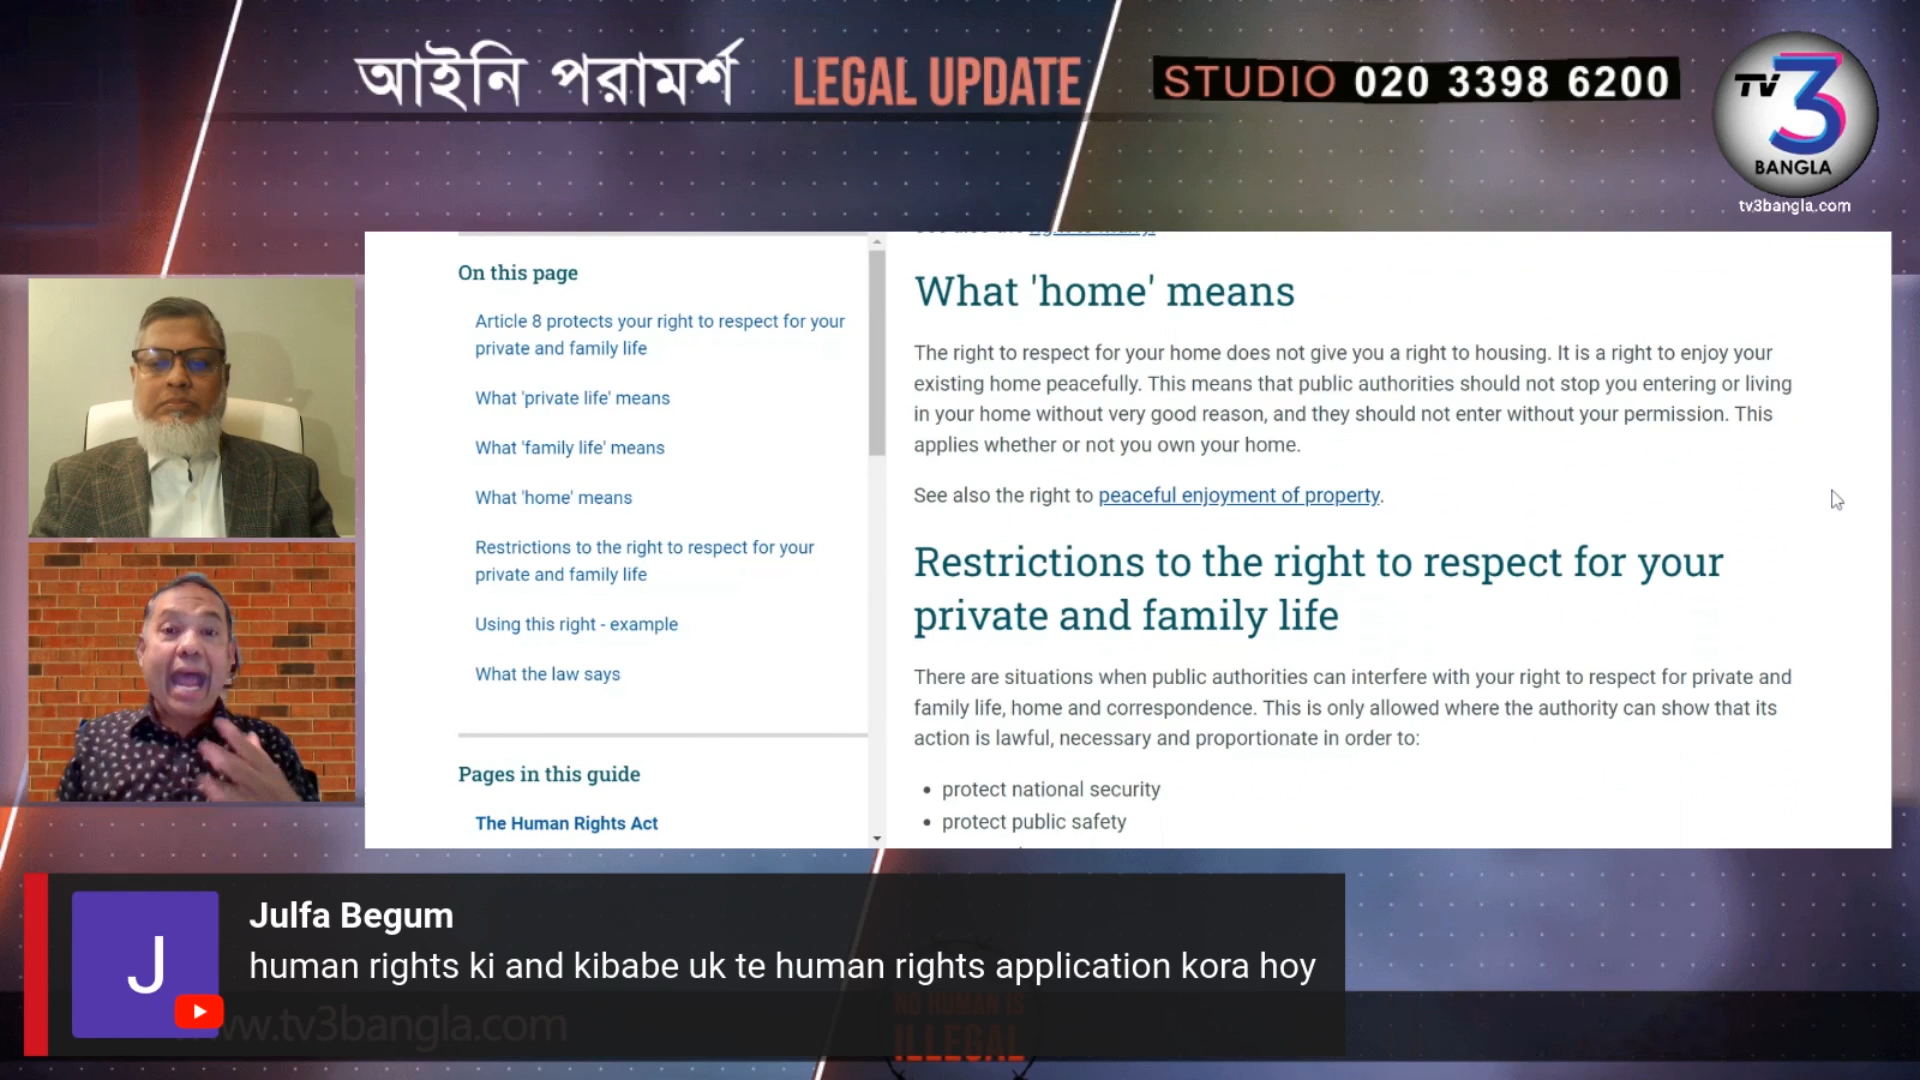 আইনি পরামর্শ LEGAL UPDATE
STUDIO 020 3398 6200
TV3
BANGLA
tv3bangla.com
On this page
Article 8 protects your right to respect for your
private and family life
What 'private life' means
What 'family life' means
What 'home' means
Restrictions to the right to respect for your
private and family life
Using this right - example
What the law says
Pages in this guide
The Human Rights Act
What 'home' means
The right to respect for your home does not give you a right to housing. It is a right to enjoy your
existing home peacefully. This means that public authorities should not stop you entering or living
in your home without very good reason, and they should not enter without your permission. This
applies whether or not you own your home.
See also the right to peaceful enjoyment of property.
Restrictions to the right to respect for your
private and family life
There are situations when public authorities can interfere with your right to respect for private and
family life, home and correspondence. This is only allowed where the authority can show that its
action is lawful, necessary and proportionate in order to:
• protect national security
• protect public safety
J
Julfa Begum
human rights ki and kibabe uk te human rights application kora hoy
www.tv3bangla.com
NO HUMAN IS
ILLEGAL